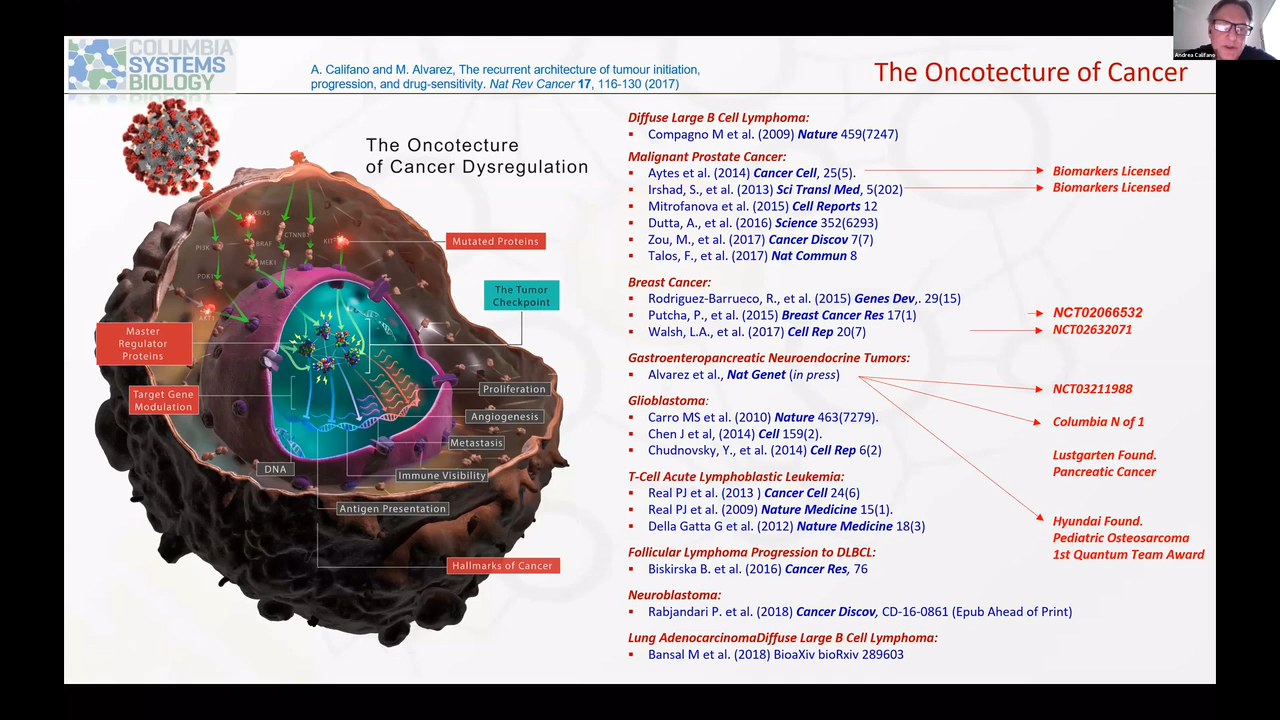 COLUMBIA
SYSTEMS
BIOLOGY
A. Califano and M. Alvarez, The recurrent architecture of tumour initiation,
progression, and drug-sensitivity. Nat Rev Cancer 17, 116-130 (2017)
The Oncotecture of Cancer
Andrea Califano
The Oncotecture
of Cancer Dysregulation
KRAS
PI3K
BRAF
CTNNB1
KIT
MEK1
PDK1
AKT1
Mutated Proteins
The Tumor
Checkpoint
Master
Regulator
Proteins
Target Gene
Modulation
Proliferation
Angiogenesis
Metastasis
DNA
Immune Visibility
Antigen Presentation
Hallmarks of Cancer
Diffuse Large B Cell Lymphoma:
▪ Compagno M et al. (2009) Nature 459(7247)
Malignant Prostate Cancer:
▪ Aytes et al. (2014) Cancer Cell, 25(5).
▪ Irshad, S., et al. (2013) Sci Transl Med, 5(202)
▪ Mitrofanova et al. (2015) Cell Reports 12
▪ Dutta, A., et al. (2016) Science 352(6293)
▪ Zou, M., et al. (2017) Cancer Discov 7(7)
▪ Talos, F., et al. (2017) Nat Commun 8
Breast Cancer:
▪ Rodriguez-Barrueco, R., et al. (2015) Genes Dev,. 29(15)
▪ Putcha, P., et al. (2015) Breast Cancer Res 17(1)
▪ Walsh, L.A., et al. (2017) Cell Rep 20(7)
Gastroenteropancreatic Neuroendocrine Tumors:
▪ Alvarez et al., Nat Genet (in press)
Glioblastoma:
▪ Carro MS et al. (2010) Nature 463(7279).
▪ Chen J et al, (2014) Cell 159(2).
▪ Chudnovsky, Y., et al. (2014) Cell Rep 6(2)
T-Cell Acute Lymphoblastic Leukemia:
▪ Real PJ et al. (2013 ) Cancer Cell 24(6)
▪ Real PJ et al. (2009) Nature Medicine 15(1).
▪ Della Gatta G et al. (2012) Nature Medicine 18(3)
Follicular Lymphoma Progression to DLBCL:
▪ Biskirska B. et al. (2016) Cancer Res, 76
Neuroblastoma:
▪ Rabjandari P. et al. (2018) Cancer Discov, CD-16-0861 (Epub Ahead of Print)
Lung AdenocarcinomaDiffuse Large B Cell Lymphoma:
▪ Bansal M et al. (2018) BioaXiv bioRxiv 289603
Biomarkers Licensed
Biomarkers Licensed
NCT02066532
NCT02632071
NCT03211988
Columbia N of 1
Lustgarten Found.
Pancreatic Cancer
Hyundai Found.
Pediatric Osteosarcoma
1st Quantum Team Award